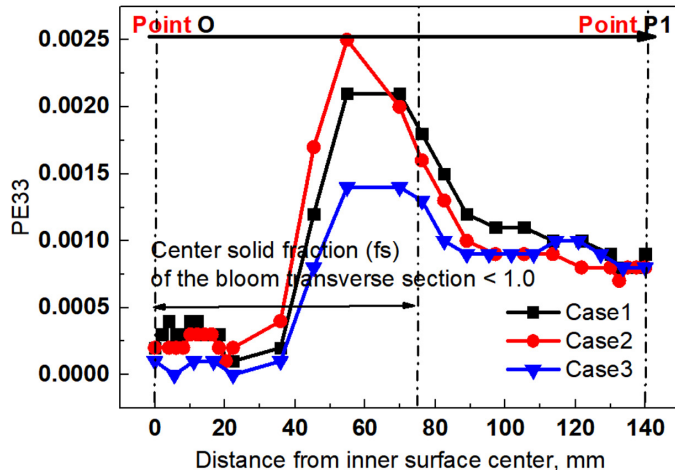 Point O
Point P1
0.0025
0.0020
0.0015
0.0010
0.0005
0.0000
PE33
Center solid fraction (fs)
of the bloom transverse section < 1.0
Case1
Case2
Case3
0 20 40 60 80 100 120 140
Distance from inner surface center, mm